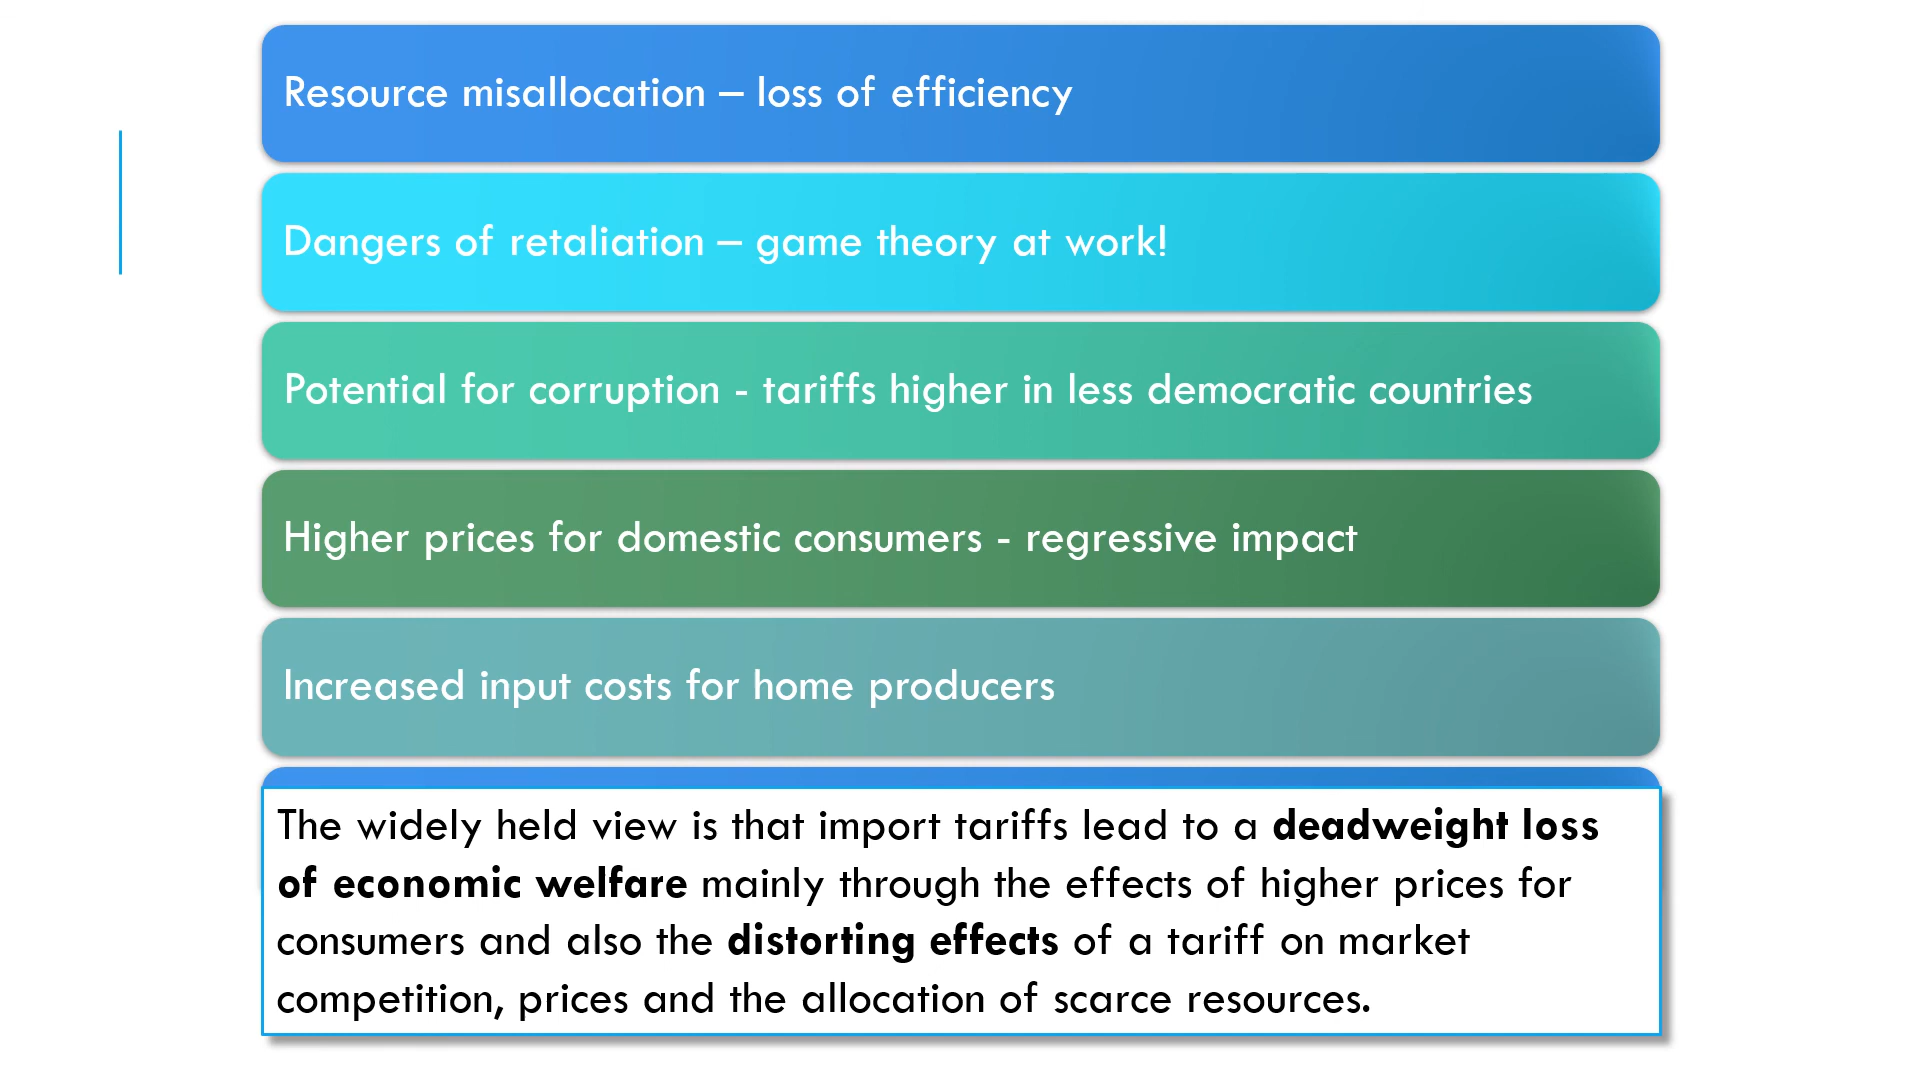 Resource misallocation – loss of efficiency
Dangers of retaliation – game theory at work!
Potential for corruption - tariffs higher in less democratic countries
Higher prices for domestic consumers - regressive impact
Increased input costs for home producers
The widely held view is that import tariffs lead to a deadweight loss
of economic welfare mainly through the effects of higher prices for
consumers and also the distorting effects of a tariff on market
competition, prices and the allocation of scarce resources.